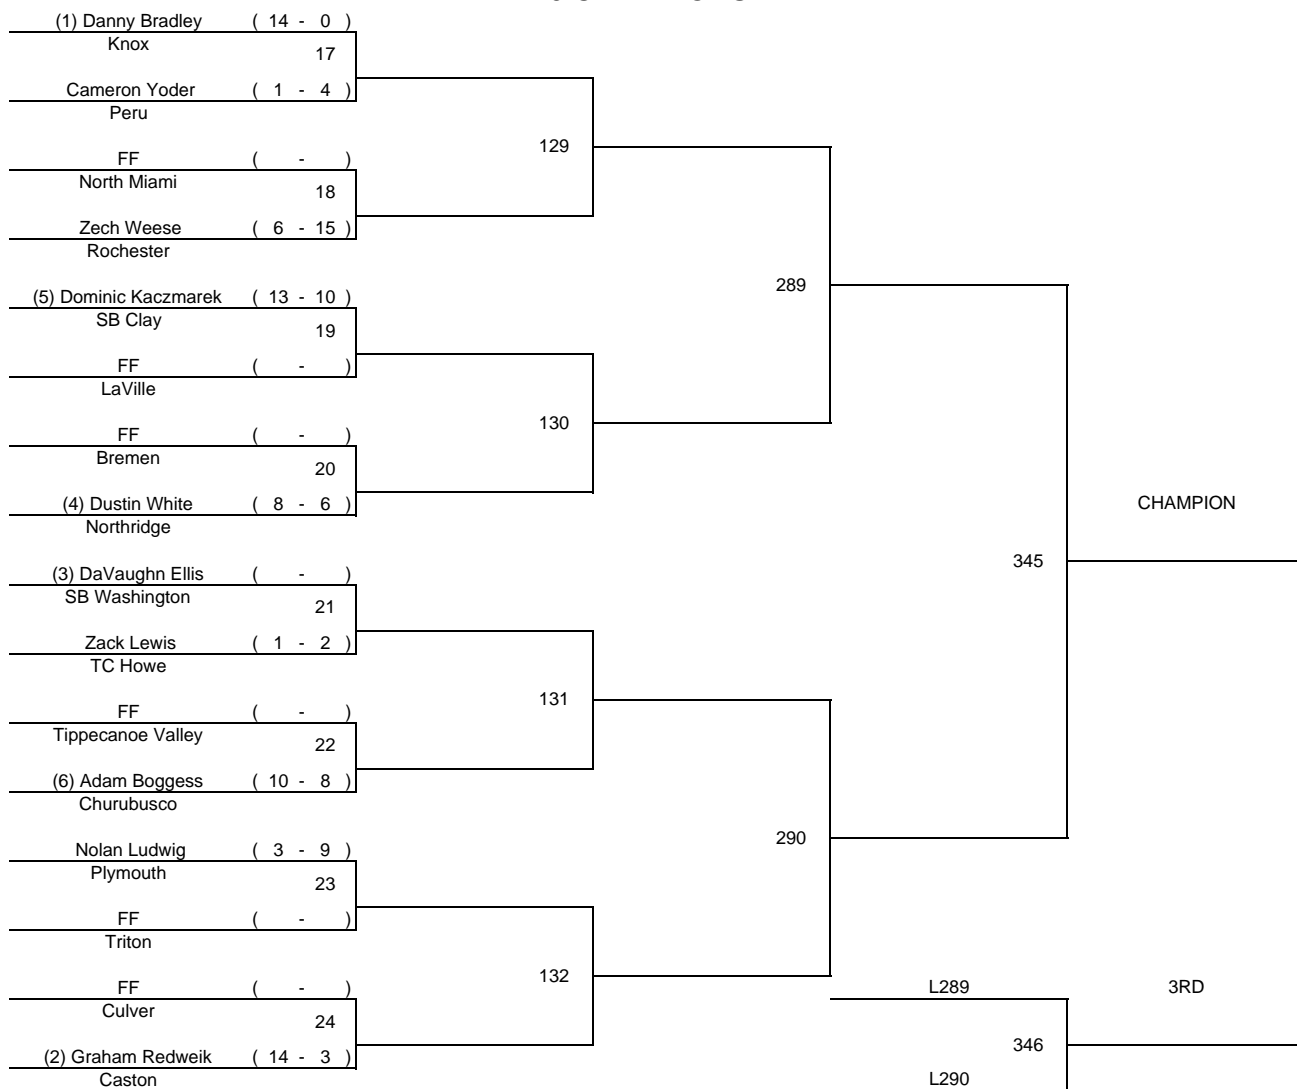 (1) Danny Bradley ( 14 - 0 )
Knox
17
Cameron Yoder ( 1 - 4 )
Peru
129
FF ( - )
North Miami
18
Zech Weese ( 6 - 15 )
Rochester
289
(5) Dominic Kaczmarek ( 13 - 10 )
SB Clay
19
FF ( - )
LaVille
130
FF ( - )
Bremen
20
(4) Dustin White ( 8 - 6 )
Northridge
CHAMPION
345
(3) DaVaughn Ellis ( - )
SB Washington
21
Zack Lewis ( 1 - 2 )
TC Howe
131
FF ( - )
Tippecanoe Valley
22
(6) Adam Boggess ( 10 - 8 )
Churubusco
290
Nolan Ludwig ( 3 - 9 )
Plymouth
23
FF ( - )
Triton
132
FF ( - )
Culver
24
(2) Graham Redweik ( 14 - 3 )
Caston
L289
3RD
346
L290